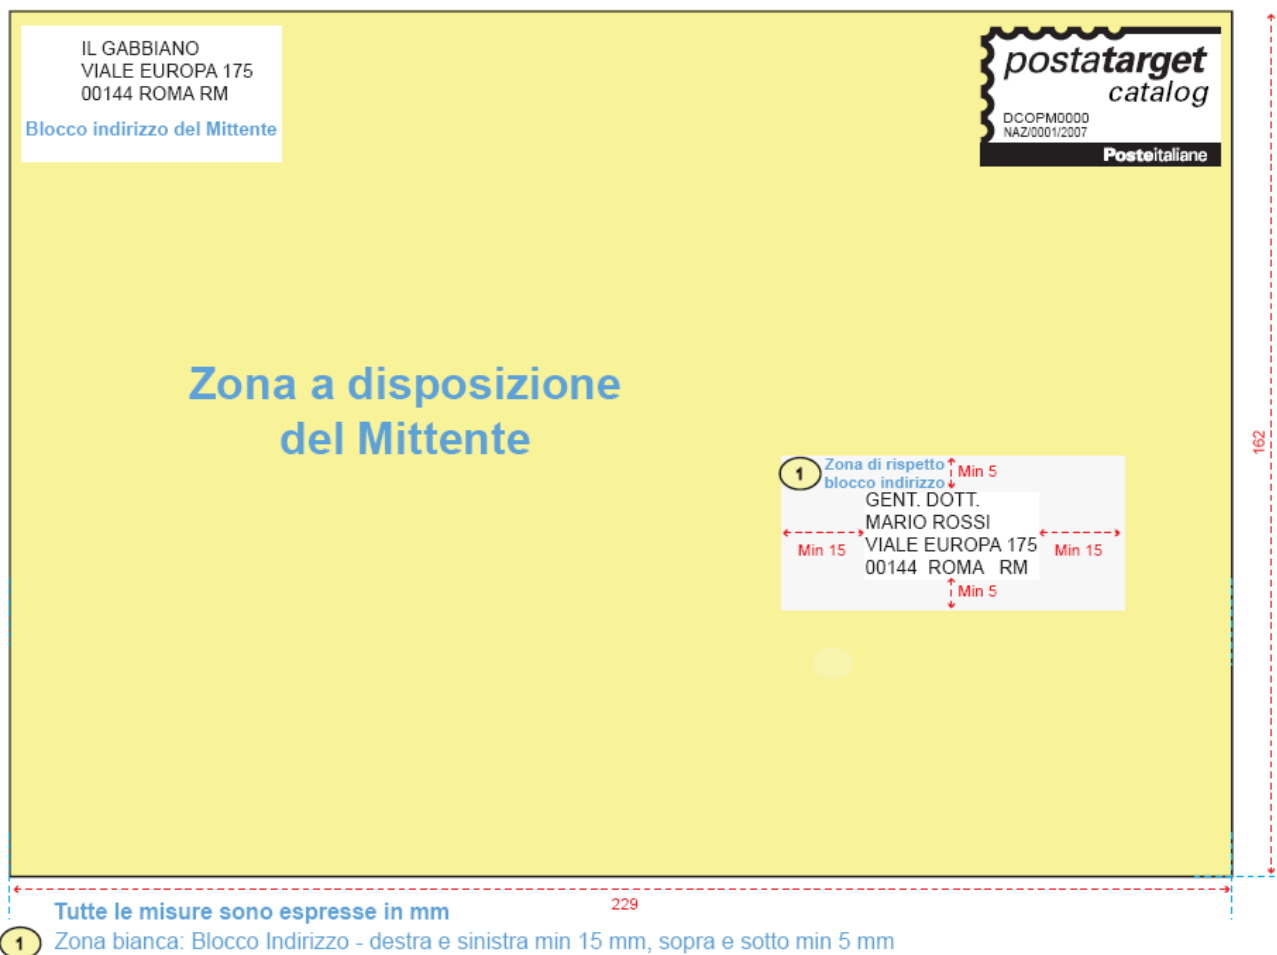 IL GABBIANO
VIALE EUROPA 175
00144 ROMA RM
Blocco indirizzo del Mittente
postatarget
catalog
DCOPM0000
NAZ/0001/2007
Posteitaliane
Zona a disposizione
del Mittente
162
1
Zona di rispetto
blocco indirizzo
Min 5
GENT. DOTT.
MARIO ROSSI
VIALE EUROPA 175
00144 ROMA RM
Min 15
Min 15
Min 5
229
Tutte le misure sono espresse in mm
1 Zona bianca: Blocco Indirizzo - destra e sinistra min 15 mm, sopra e sotto min 5 mm